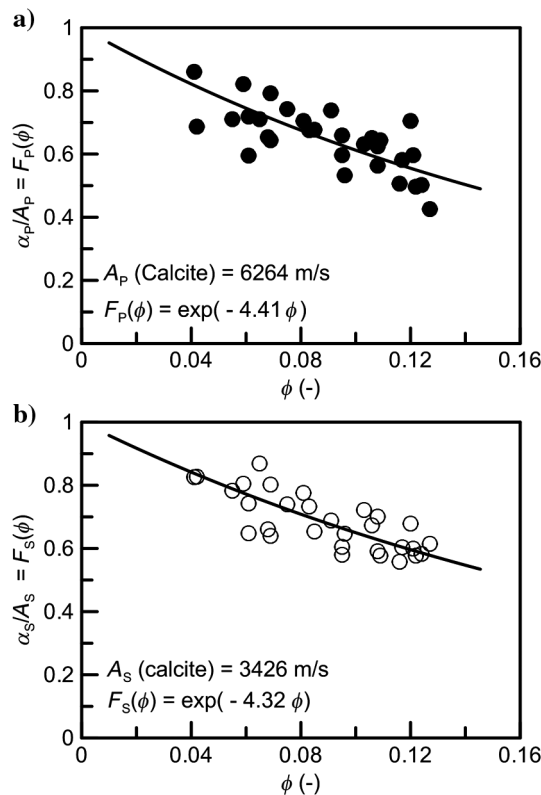 a)
1
0.8
0.6
0.4
0.2
0
αP/AP = FP(ϕ)
AP (Calcite) = 6264 m/s
FP(ϕ) = exp( - 4.41 ϕ)
0 0.04 0.08 0.12 0.16
ϕ (-)
b)
1
0.8
0.6
0.4
0.2
0
αS/AS = FS(ϕ)
AS (calcite) = 3426 m/s
FS(ϕ) = exp( - 4.32 ϕ)
0 0.04 0.08 0.12 0.16
ϕ (-)